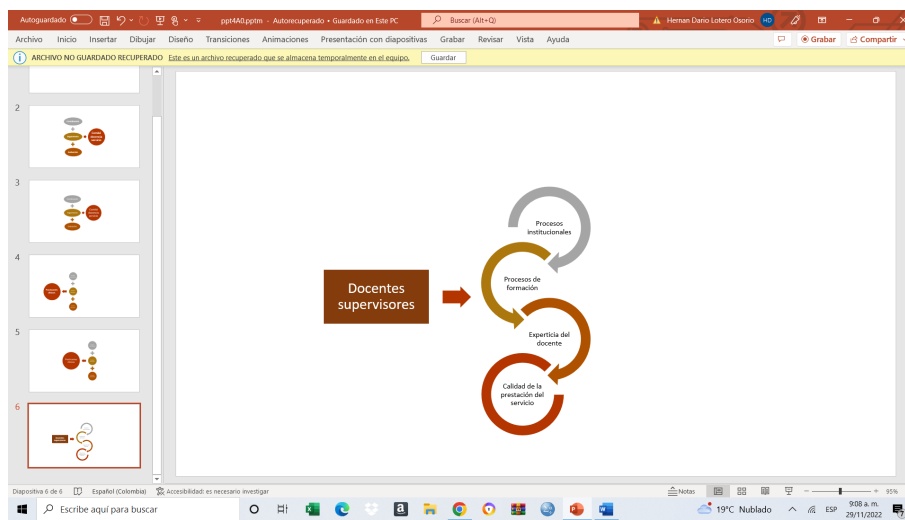 Autoguardado
ppt4A0.pptm - Autorecuperado • Guardado en Este PC
Buscar (Alt+Q)
Hernan Dario Lotero Osorio
HD
Archivo Inicio Insertar Dibujar Diseño Transiciones Animaciones Presentación con diapositivas Grabar Revisar Vista Ayuda
Grabar
Compartir
ARCHIVO NO GUARDADO RECUPERADO Este es un archivo recuperado que se almacena temporalmente en el equipo. Guardar
2
3
4
5
6
Docentes
supervisores
Procesos
institucionales
Procesos de
formación
Experticia del
docente
Calidad de la
prestación del
servicio
Diapositiva 6 de 6 Español (Colombia) Accesibilidad: es necesario investigar Notas 95%
Escribe aquí para buscar
19°C Nublado
ESP
9:08 a. m.
29/11/2022